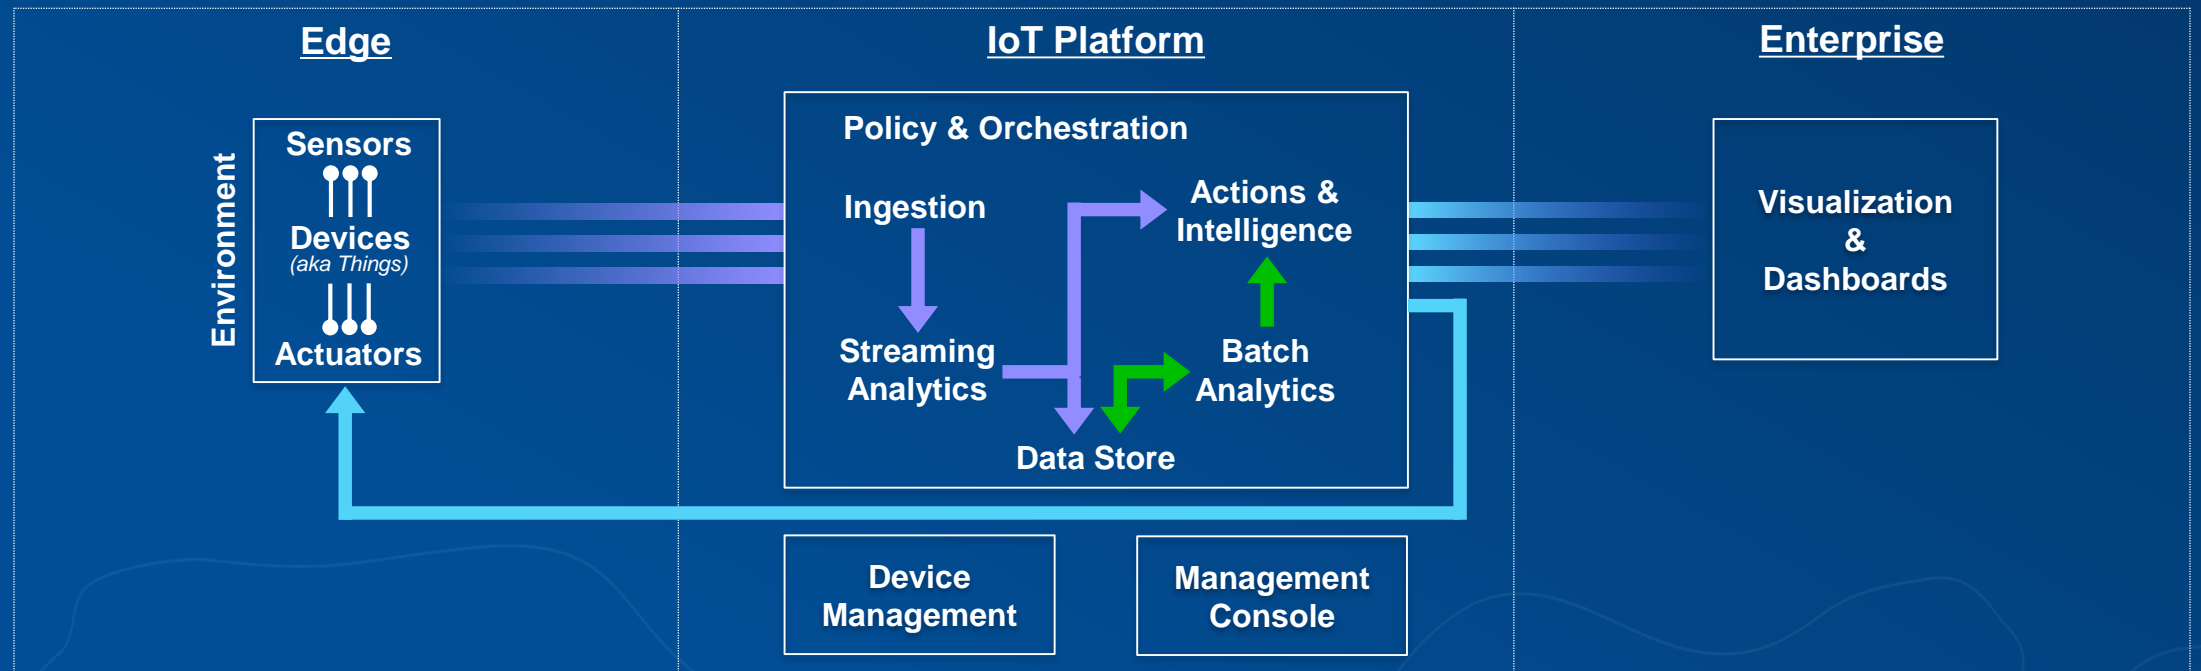 Edge
IoT Platform
Enterprise
Environment
Sensors
Devices
(aka Things)
Actuators
Policy & Orchestration
Ingestion
Actions &
Intelligence
Streaming
Analytics
Batch
Analytics
Data Store
Visualization
&
Dashboards
Device
Management
Management
Console